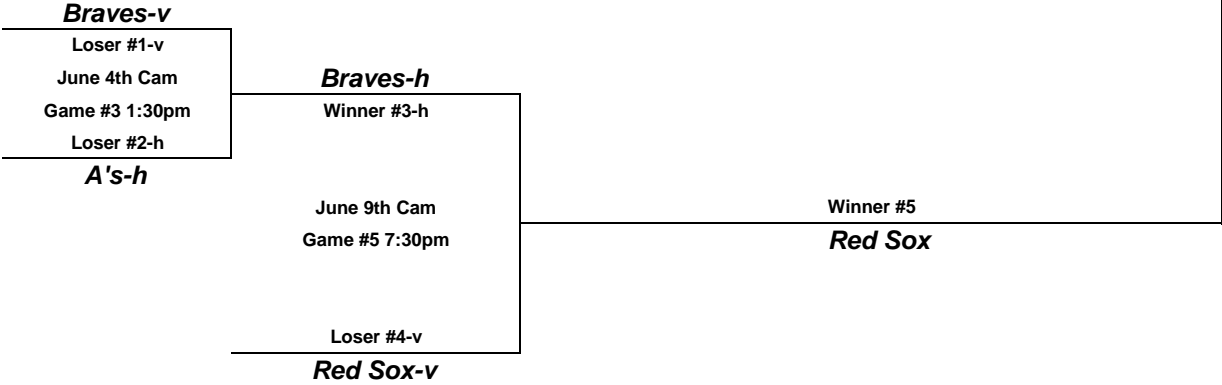 Braves-v
Loser #1-v
June 4th Cam
Game #3 1:30pm
Loser #2-h
A's-h
Braves-h
Winner #3-h
June 9th Cam
Game #5 7:30pm
Loser #4-v
Red Sox-v
Winner #5
Red Sox